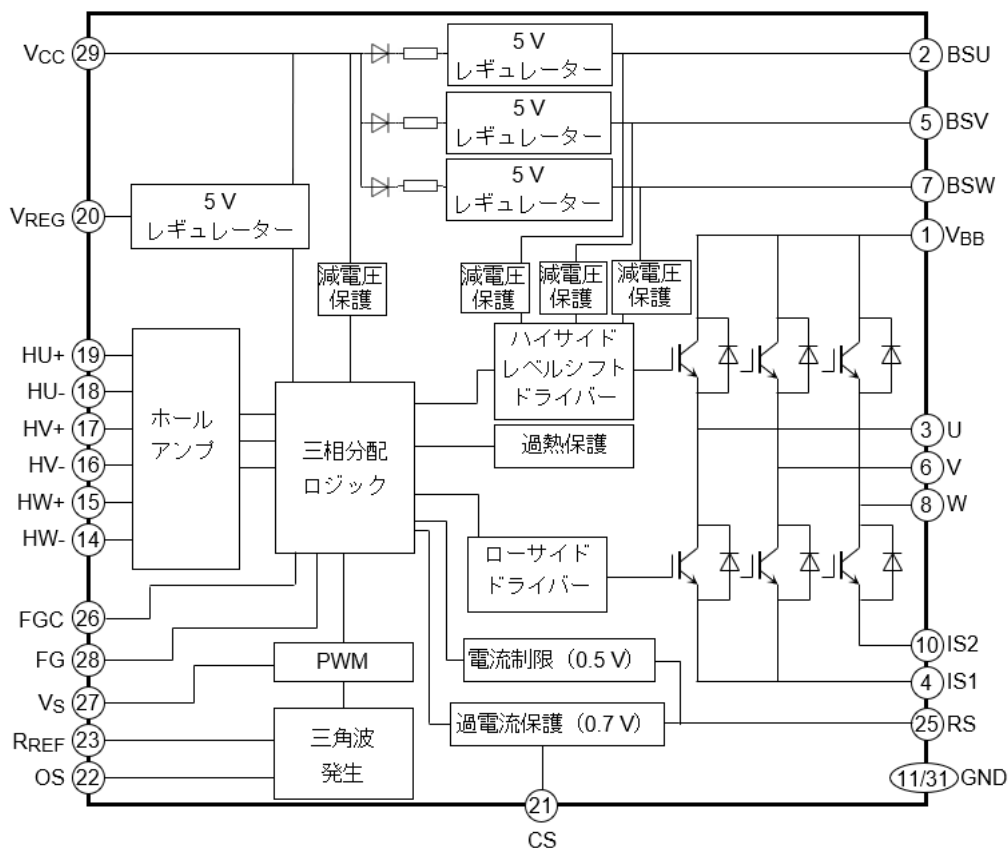 VCC 29
5 V
レギュレーター
2 BSU
5 V
レギュレーター
5 BSV
5 V
レギュレーター
7 BSW
VREG 20
5 V
レギュレーター
1 VBB
減電圧
保護
減電圧
保護
減電圧
保護
減電圧
保護
HU+ 19
HU- 18
HV+ 17
HV- 16
HW+ 15
HW- 14
ホール
アンプ
三相分配
ロジック
ハイサイド
レベルシフト
ドライバー
過熱保護
ローサイド
ドライバー
3 U
6 V
8 W
FGC 26
FG 28
VS 27
RREF 23
OS 22
PWM
三角波
発生
電流制限（0.5 V）
過電流保護（0.7 V）
10 IS2
4 IS1
25 RS
11/31 GND
21
CS